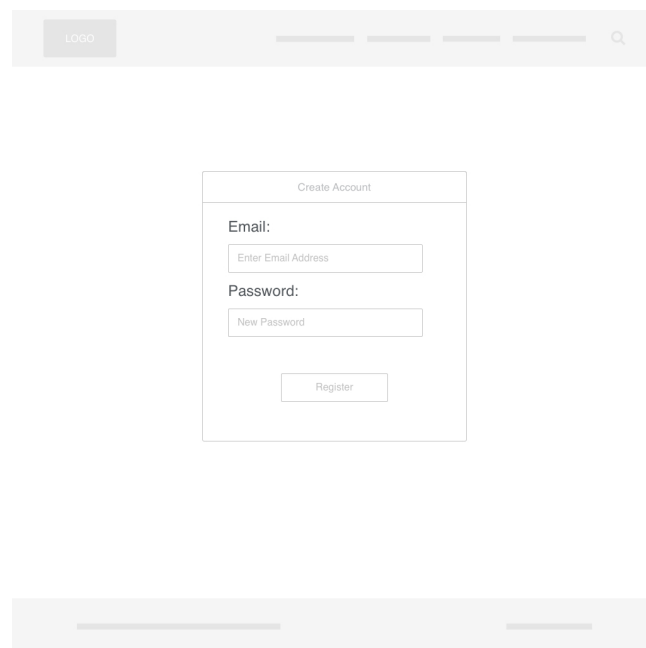 LOGO
Create Account
Email:
Enter Email Address
Password:
New Password
Register